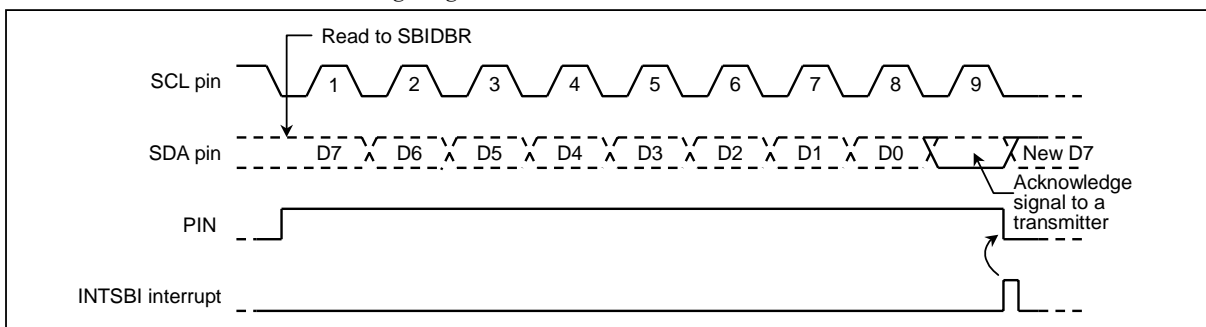 Read to SBIDBR
SCL pin
1 2 3 4 5 6 7 8 9
SDA pin
D7 D6 D5 D4 D3 D2 D1 D0 New D7
Acknowledge
signal to a
transmitter
PIN
INTSBI interrupt